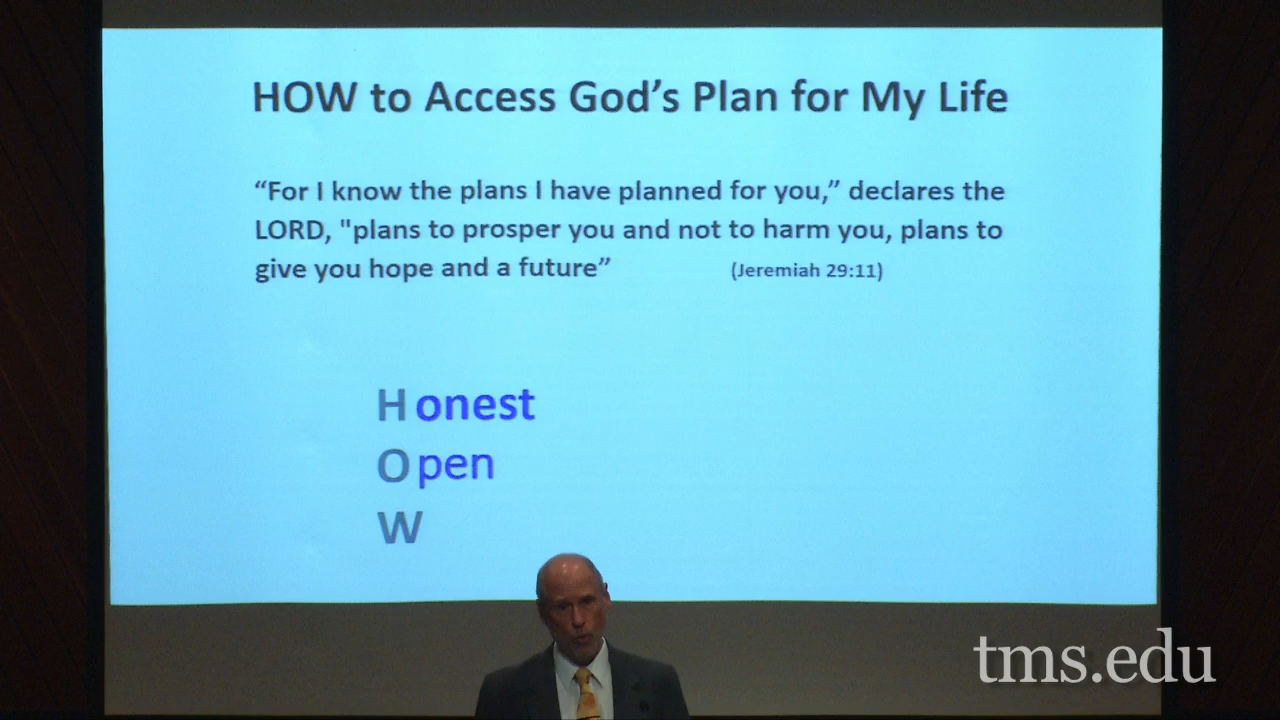 HOW to Access God’s Plan for My Life
“For I know the plans I have planned for you,” declares the
LORD, "plans to prosper you and not to harm you, plans to
give you hope and a future” (Jeremiah 29:11)
H onest
O pen
W
tms.edu